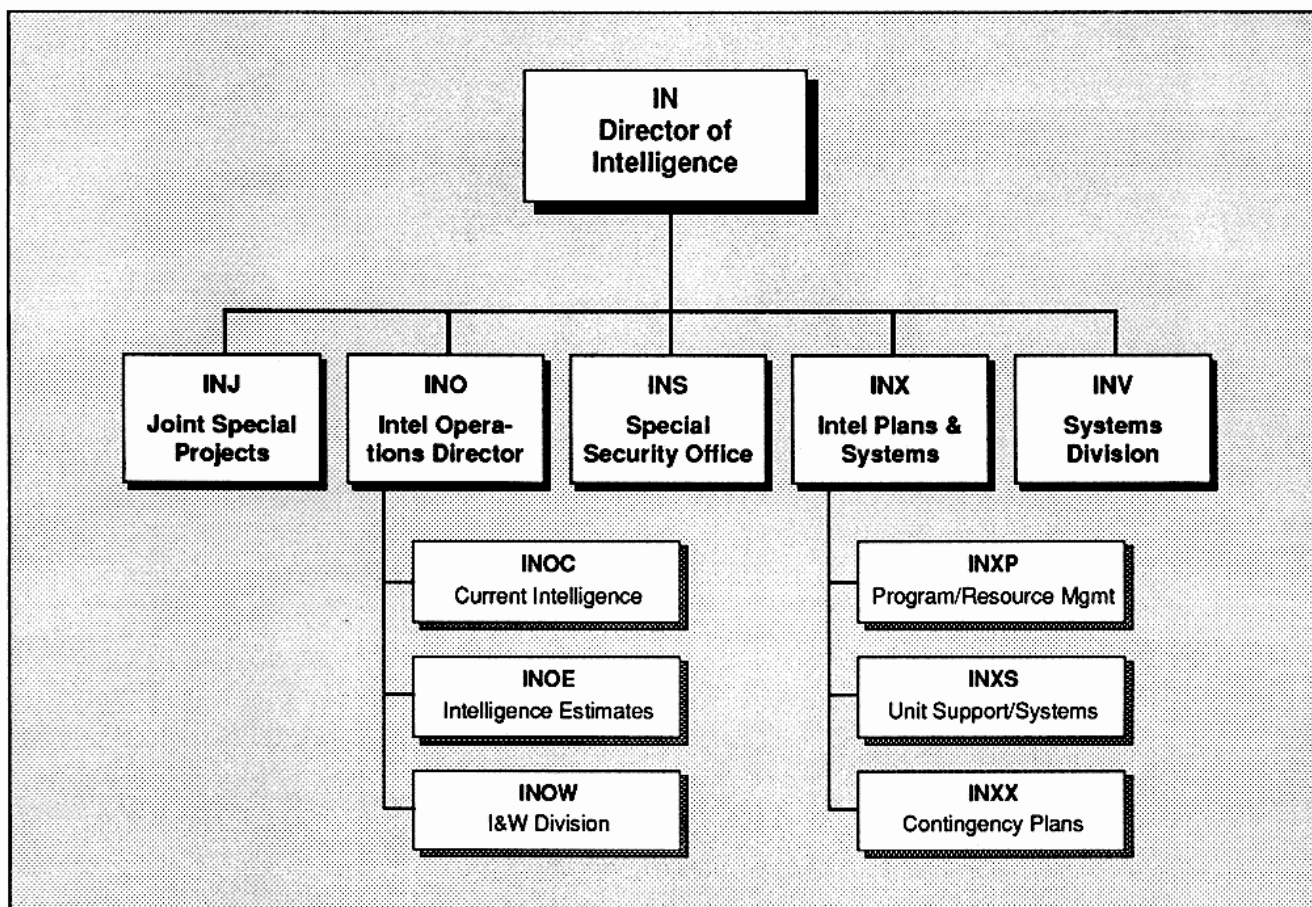 IN
Director of
Intelligence
INJ
Joint Special
Projects
INO
Intel Opera-
tions Director
INS
Special
Security Office
INX
Intel Plans &
Systems
INV
Systems
Division
INOC
Current Intelligence
INOE
Intelligence Estimates
INOW
I&W Division
INXP
Program/Resource Mgmt
INXS
Unit Support/Systems
INXX
Contingency Plans